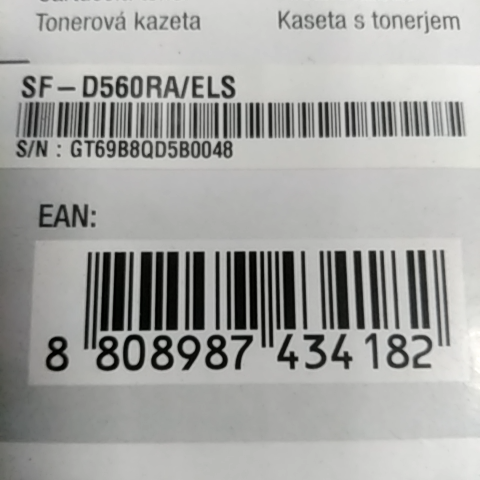 Tonerová kazeta Kaseta s tonerjem
SF-D560RA/ELS
S/N : GT69B8QD5B0048
EAN:
8 808987 434182